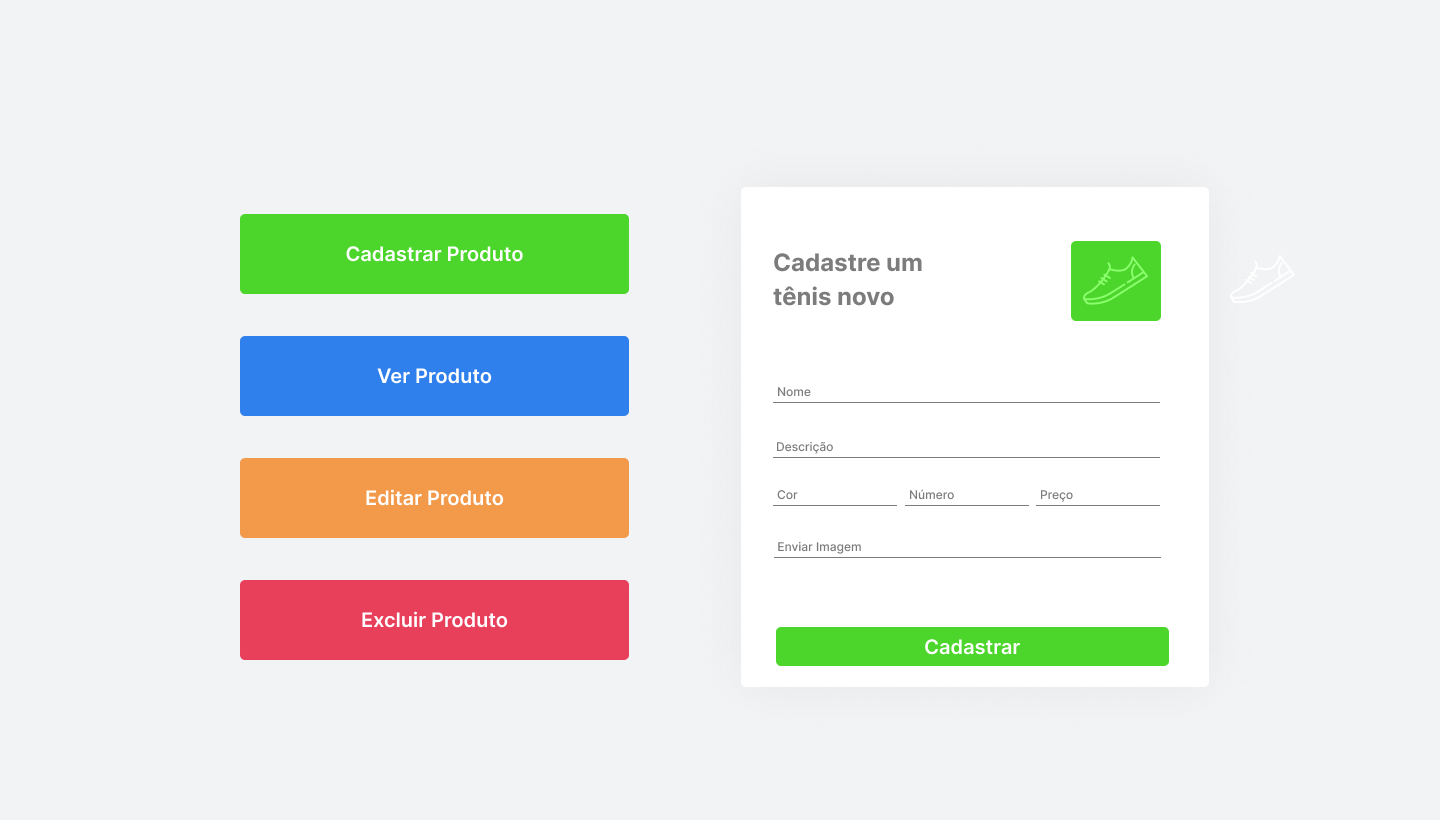 Cadastrar Produto
Ver Produto
Editar Produto
Excluir Produto
Cadastre um
tênis novo
Nome
Descrição
Cor Número Preço
Enviar Imagem
Cadastrar